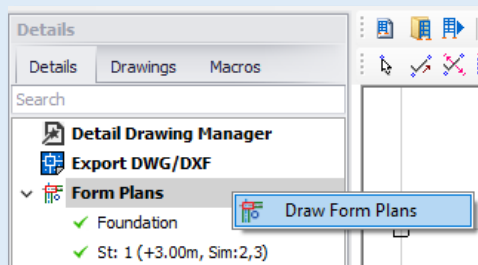 Details
Details Drawings Macros
Search
Detail Drawing Manager
Export DWG/DXF
Form Plans
Draw Form Plans
Foundation
St: 1 (+3.00m, Sim:2,3)